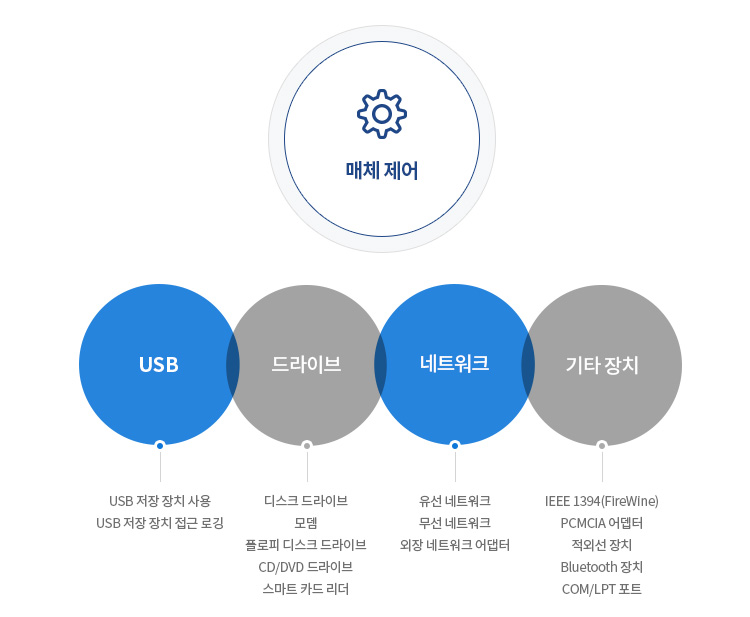 매체 제어
USB
드라이브
네트워크
기타 장치
USB 저장 장치 사용
USB 저장 장치 접근 로깅
디스크 드라이브
모뎀
플로피 디스크 드라이브
CD/DVD 드라이브
스마트 카드 리더
유선 네트워크
무선 네트워크
외장 네트워크 어댑터
IEEE 1394(FireWine)
PCMCIA 어뎁터
적외선 장치
Bluetooth 장치
COM/LPT 포트